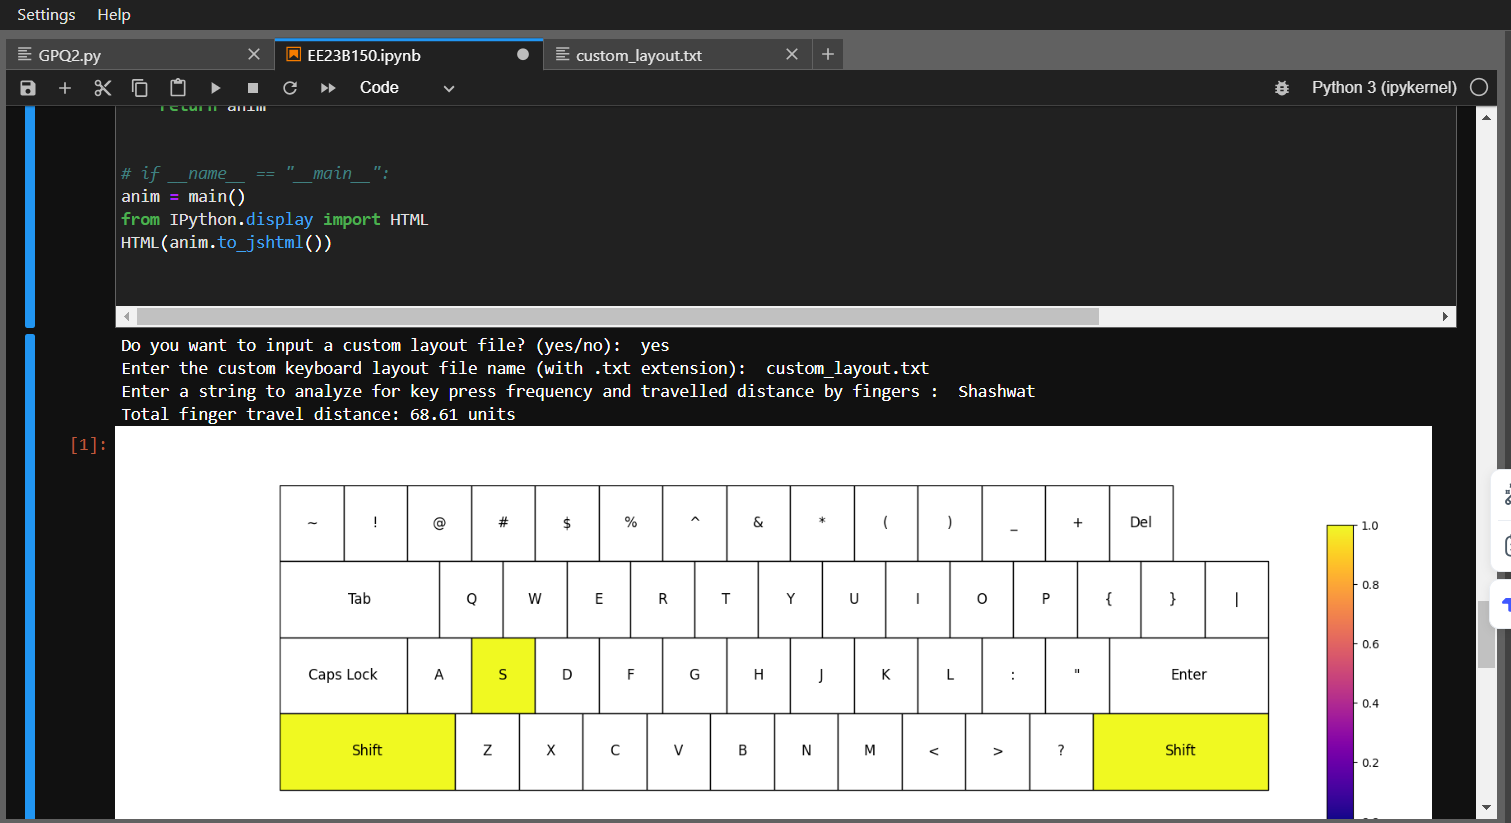 Settings Help
GPQ2.py EE23B150.ipynb custom_layout.txt
Code Python 3 (ipykernel)
return anim
# if __name__ == "__main__":
anim = main()
from IPython.display import HTML
HTML(anim.to_jshtml())
Do you want to input a custom layout file? (yes/no): yes
Enter the custom keyboard layout file name (with .txt extension): custom_layout.txt
Enter a string to analyze for key press frequency and travelled distance by fingers : Shashwat
Total finger travel distance: 68.61 units
[1]:
~ ! @ # $ % ^ & * ( ) _ + Del
Tab Q W E R T Y U I O P { } |
Caps Lock A S D F G H J K L : " Enter
Shift Z X C V B N M < > ? Shift
1.0
0.8
0.6
0.4
0.2